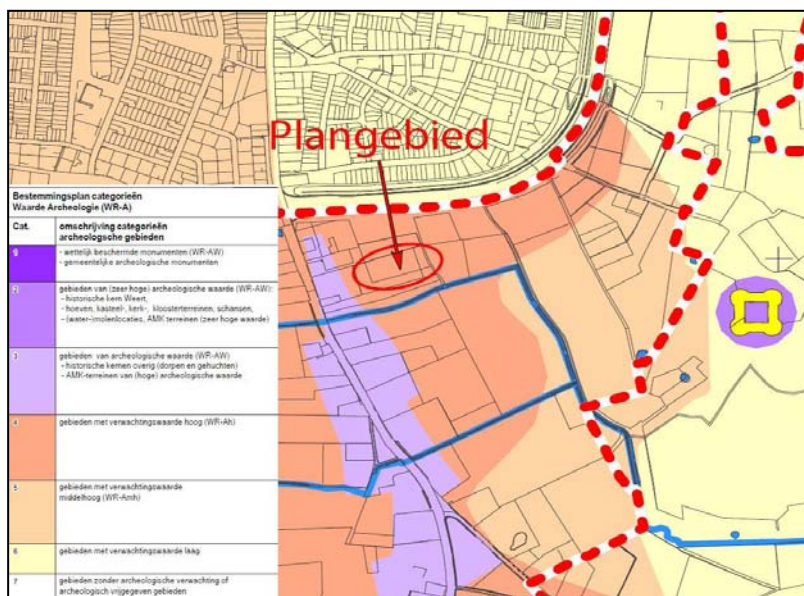 Plangebied
Bestemmingsplan categorieën
Waarde Archeologie (WR-A)
Cat. omschrijving categorieën
archeologsche gebieden
1 - wettelijk beschermde monumenten (WR-AW)
- gemeentelijke archeologische monumenten
2 gebieden van (zeer hoge) archeologische waarde (WR-AW):
- historische kern Weert,
- hoeven, kasteel-, kerk-, kloosterterreinen, schansen,
- (water-)molenlocaties, AMK terreinen (zeer hoge waarde)
3 gebieden van archeologische waarde (WR-AW)
- historische kernen overig (dorpen en gehuchten)
- AMK-terreinen van (hoge) archeologische waarde
4 gebieden met verwachtingswaarde hoog (WR-Ah)
5 gebieden met verwachtingswaarde
middelhoog (WR-Amh)
6 gebieden met verwachtingswaarde laag
7 gebieden zonder archeologische verwachting of
archeologisch vrijgegeven gebieden